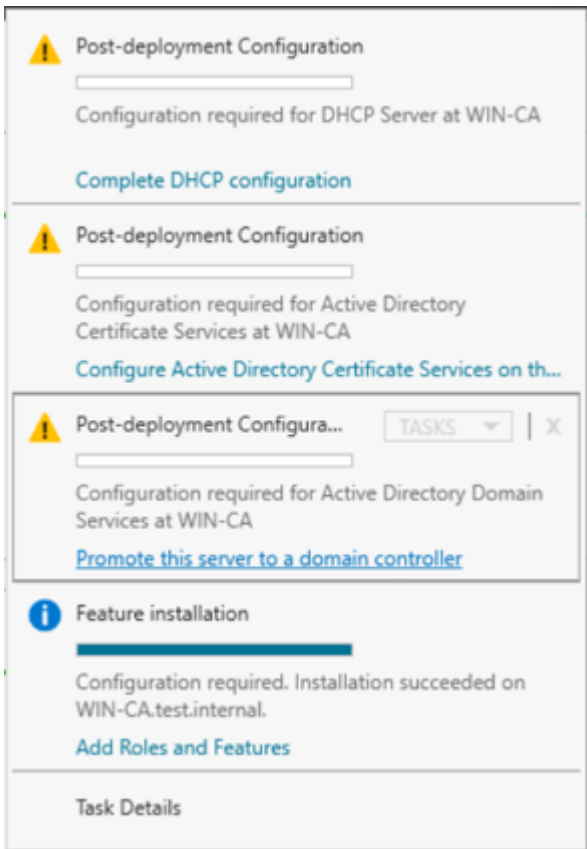 Post-deployment Configuration
Configuration required for DHCP Server at WIN-CA
Complete DHCP configuration
Post-deployment Configuration
Configuration required for Active Directory
Certificate Services at WIN-CA
Configure Active Directory Certificate Services on th...
Post-deployment Configura... TASKS
Configuration required for Active Directory Domain
Services at WIN-CA
Promote this server to a domain controller
Feature installation
Configuration required. Installation succeeded on
WIN-CA.test.internal.
Add Roles and Features
Task Details